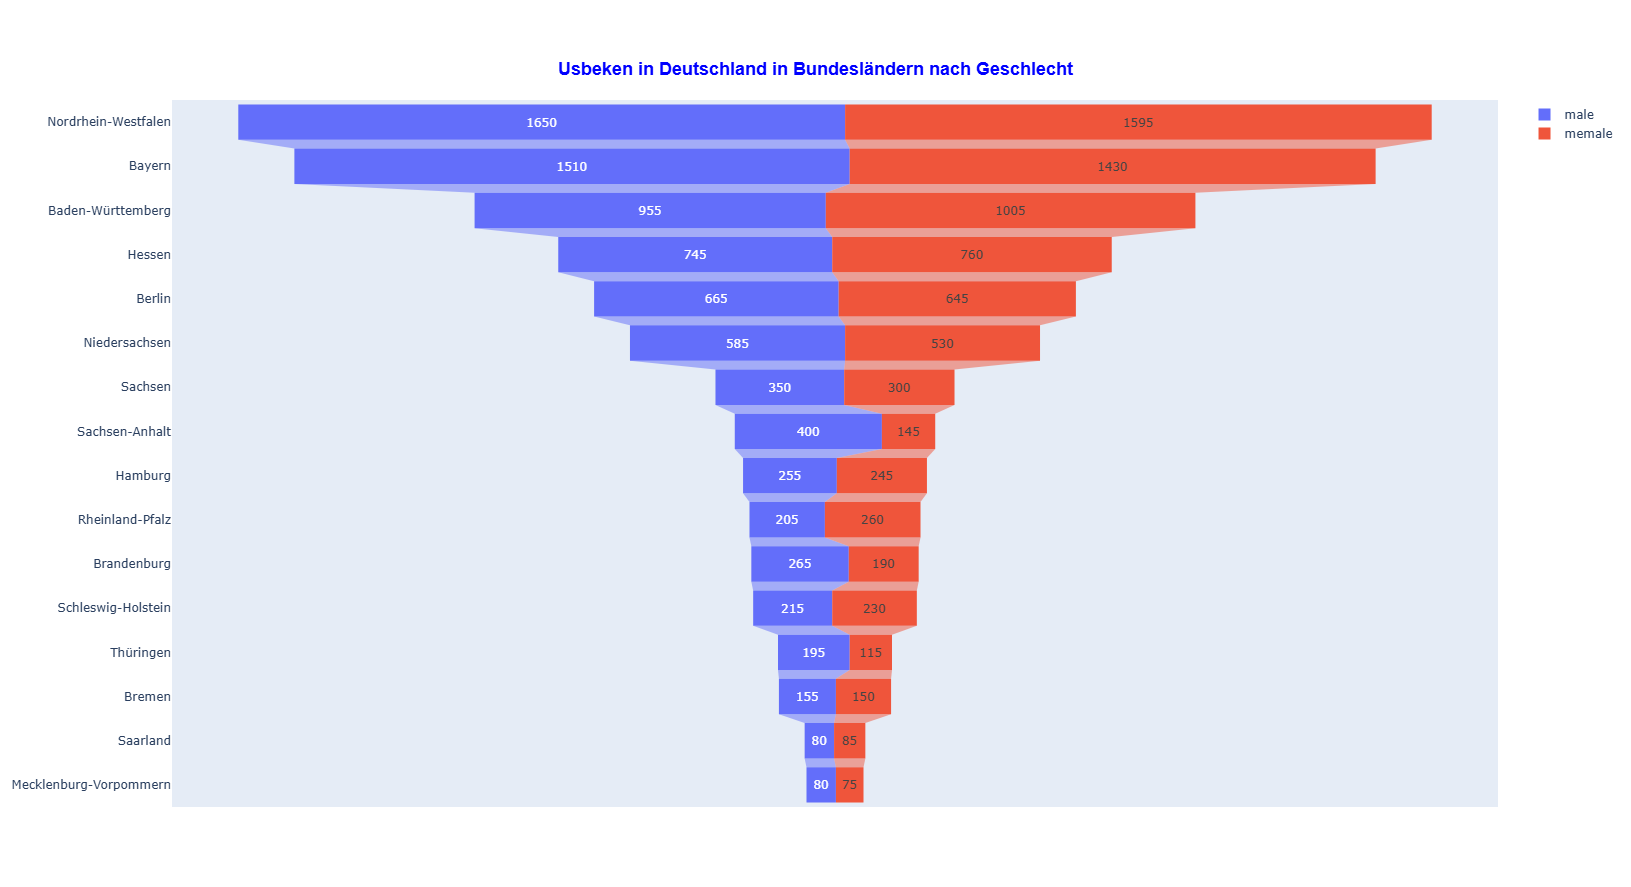 Usbeken in Deutschland in Bundesländern nach Geschlecht
male
memale
Nordrhein-Westfalen 1650 1595
Bayern 1510 1430
Baden-Württemberg 955 1005
Hessen 745 760
Berlin 665 645
Niedersachsen 585 530
Sachsen 350 300
Sachsen-Anhalt 400 145
Hamburg 255 245
Rheinland-Pfalz 205 260
Brandenburg 265 190
Schleswig-Holstein 215 230
Thüringen 195 115
Bremen 155 150
Saarland 80 85
Mecklenburg-Vorpommern 80 75